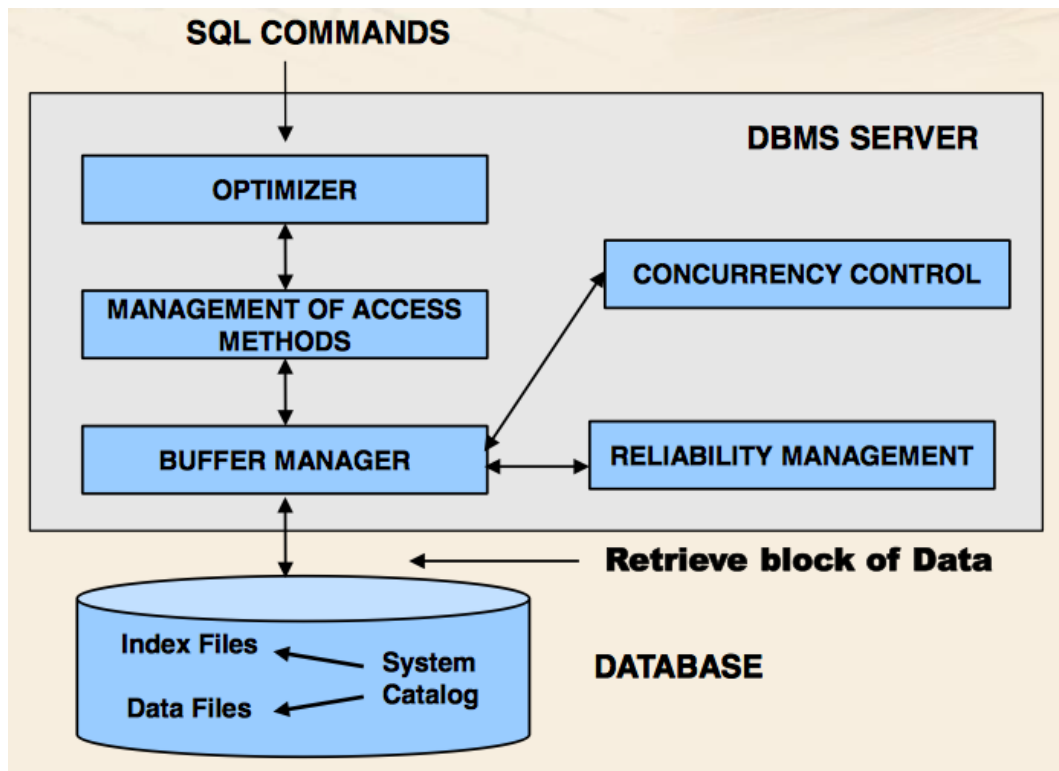 SQL COMMANDS
DBMS SERVER
OPTIMIZER
CONCURRENCY CONTROL
MANAGEMENT OF ACCESS
METHODS
BUFFER MANAGER
RELIABILITY MANAGEMENT
Retrieve block of Data
Index Files
System
Catalog
Data Files
DATABASE